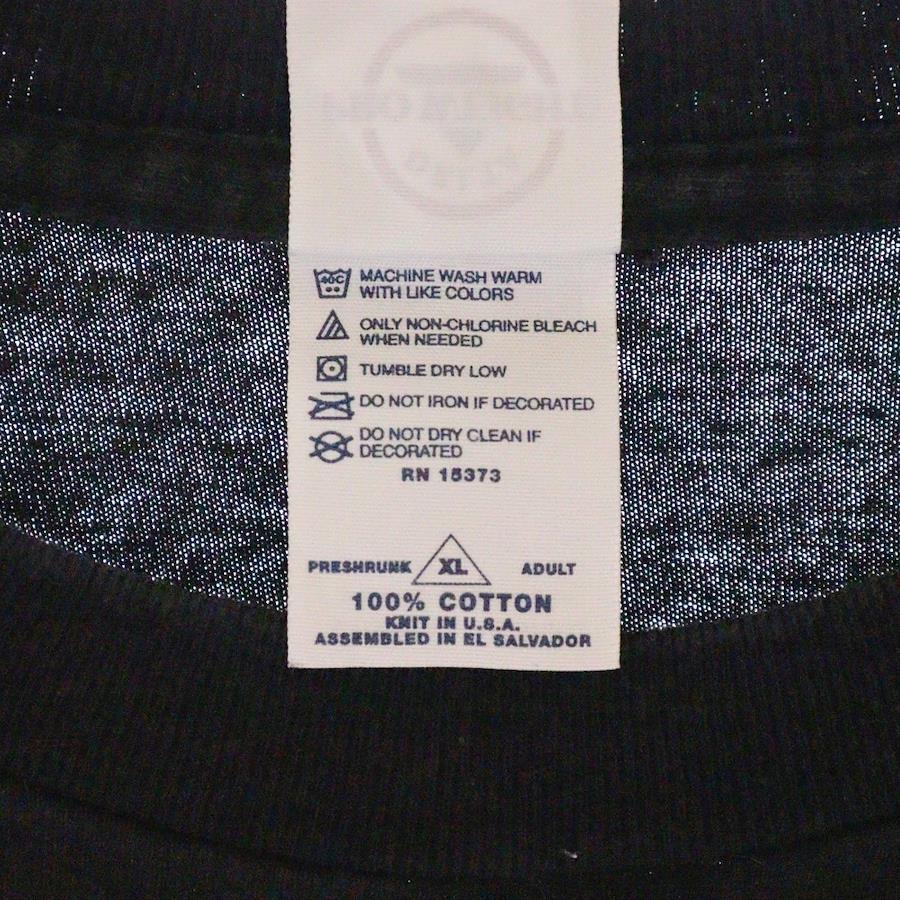 40C
MACHINE WASH WARM
WITH LIKE COLORS
ONLY NON-CHLORINE BLEACH
WHEN NEEDED
TUMBLE DRY LOW
DO NOT IRON IF DECORATED
DO NOT DRY CLEAN IF
DECORATED
RN 15373
PRESHRUNK XL ADULT
100% COTTON
KNIT IN U.S.A.
ASSEMBLED IN EL SALVADOR